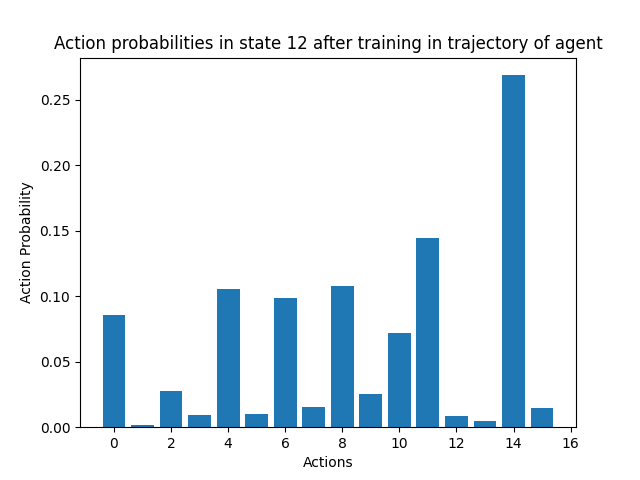 Action probabilities in state 12 after training in trajectory of agent
0.25
0.20
0.15
0.10
0.05
0.00
Action Probability
0 2 4 6 8 10 12 14 16
Actions